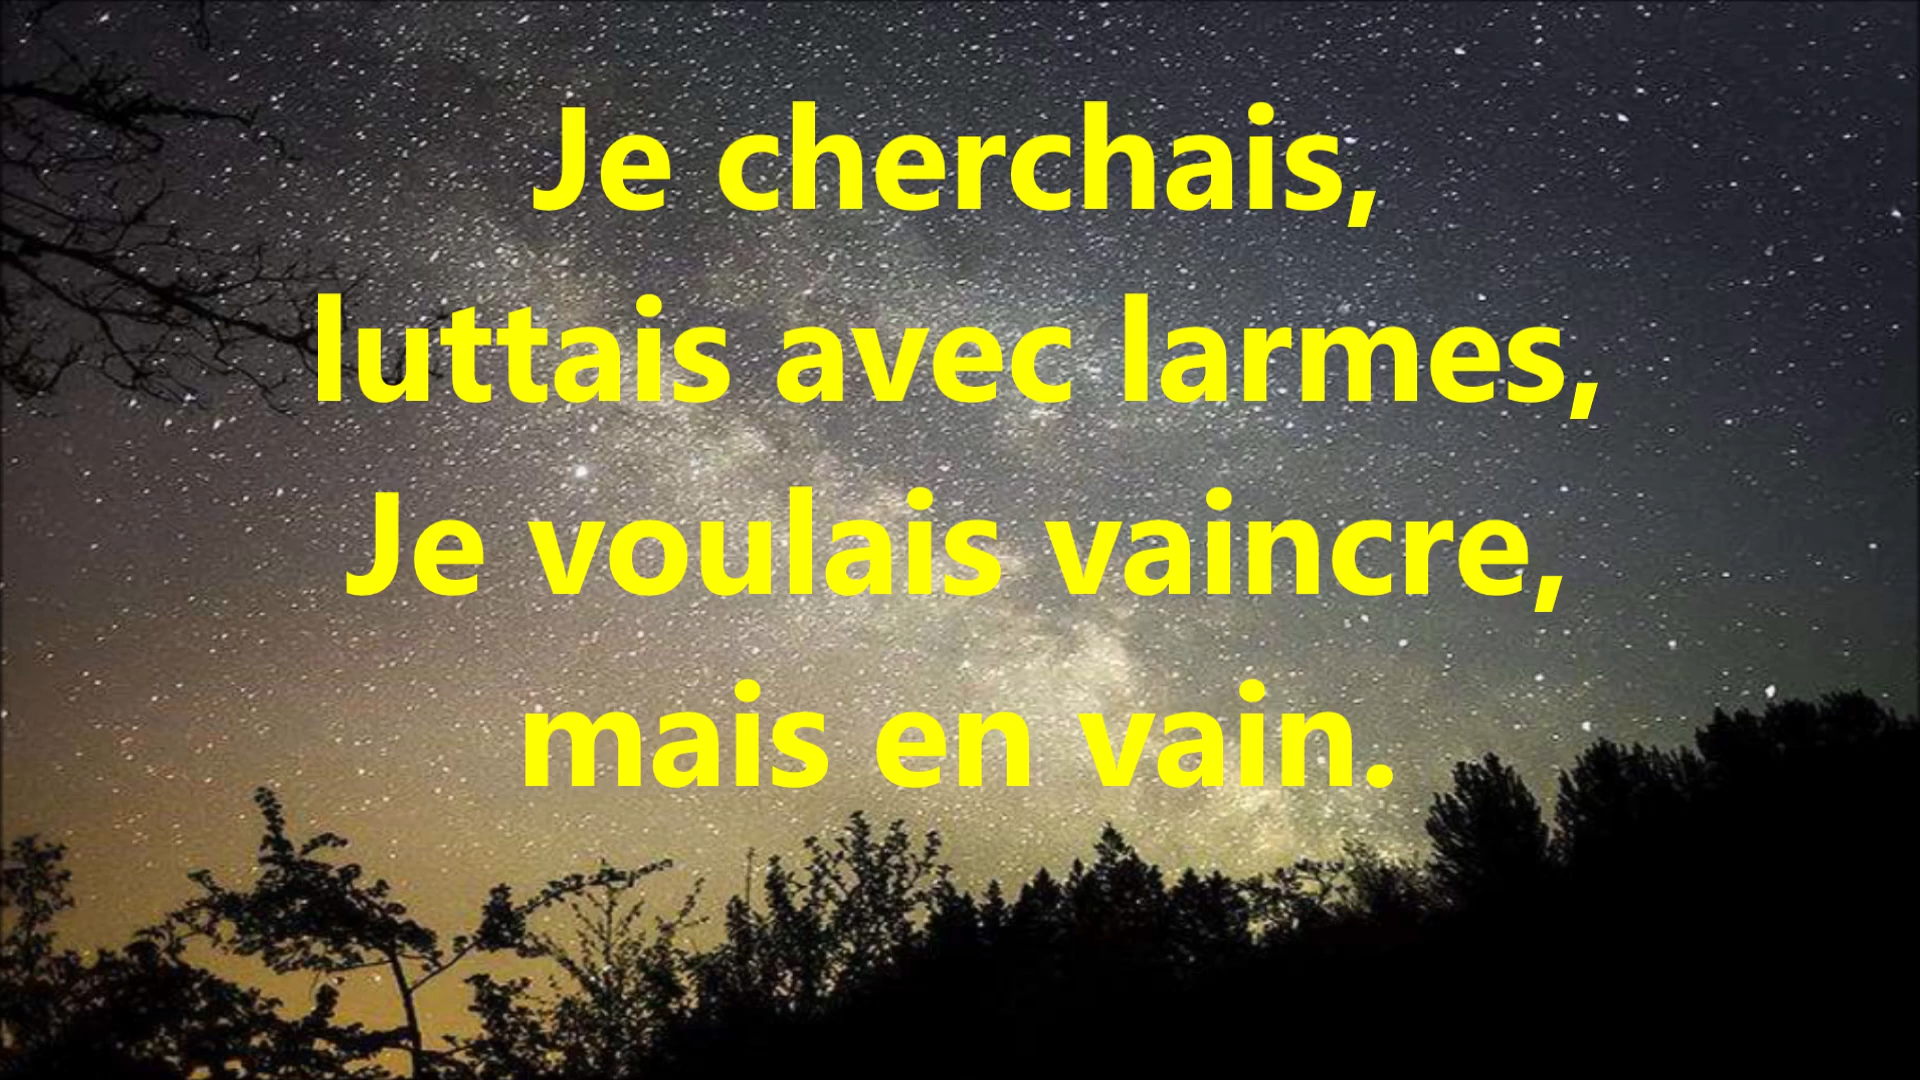 Je cherchais,
luttais avec larmes,
Je voulais vaincre,
mais en vain.